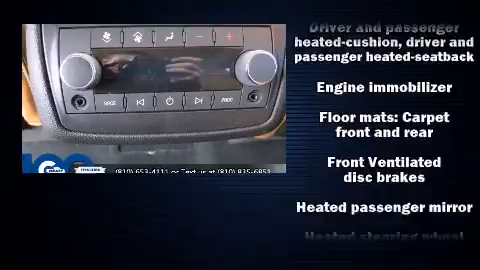 Driver and passenger
heated-cushion, driver and
passenger heated-seatback
Engine immobilizer
Floor mats: Carpet
front and rear
Front Ventilated
disc brakes
Heated passenger mirror
Heated steering wheel
(810) 653-4111 or Text us at (810) 835-6851